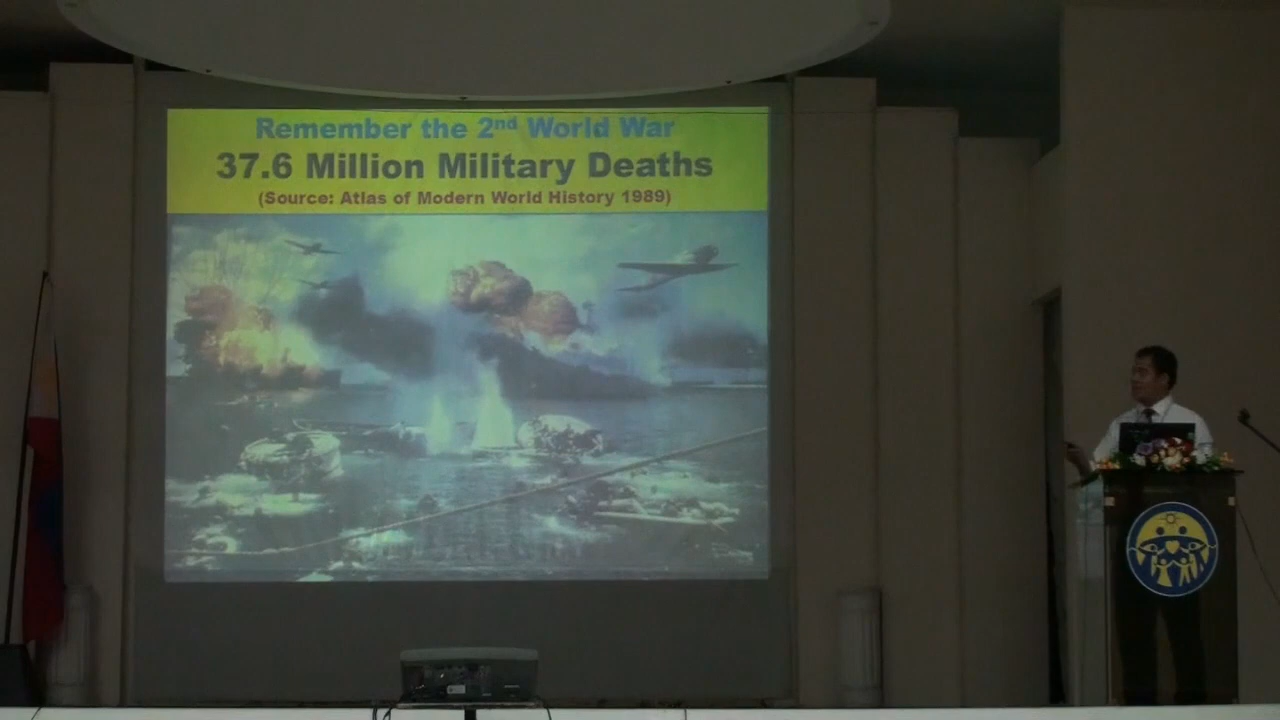 Remember the 2nd World War
37.6 Million Military Deaths
(Source: Atlas of Modern World History 1989)